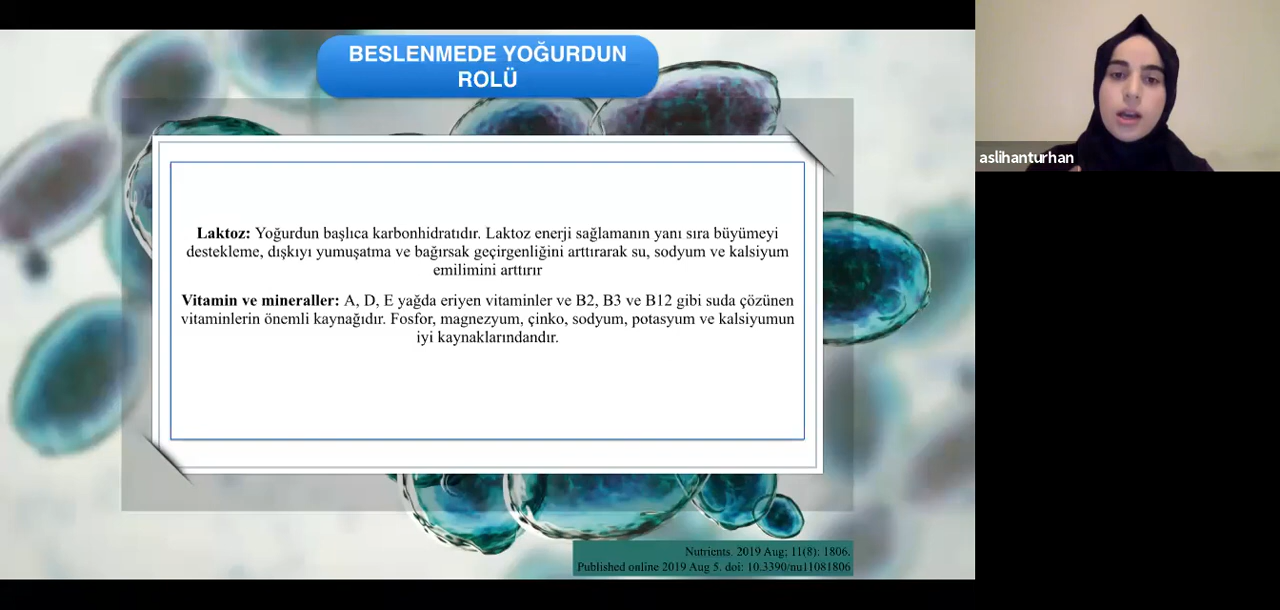 BESLENMEDE YOĞURDUN
ROLÜ
Laktoz: Yoğurdun başlıca karbonhidratıdır. Laktoz enerji sağlamanın yanı sıra büyümeyi
destekleme, dışkıyı yumuşatma ve bağırsak geçirgenliğini arttırarak su, sodyum ve kalsiyum
emilimini arttırır
Vitamin ve mineraller: A, D, E yağda eriyen vitaminler ve B2, B3 ve B12 gibi suda çözünen
vitaminlerin önemli kaynağıdır. Fosfor, magnezyum, çinko, sodyum, potasyum ve kalsiyumun
iyi kaynaklarındandır.
Nutrients. 2019 Aug; 11(8): 1806.
Published online 2019 Aug 5. doi: 10.3390/nu11081806
aslihanturhan